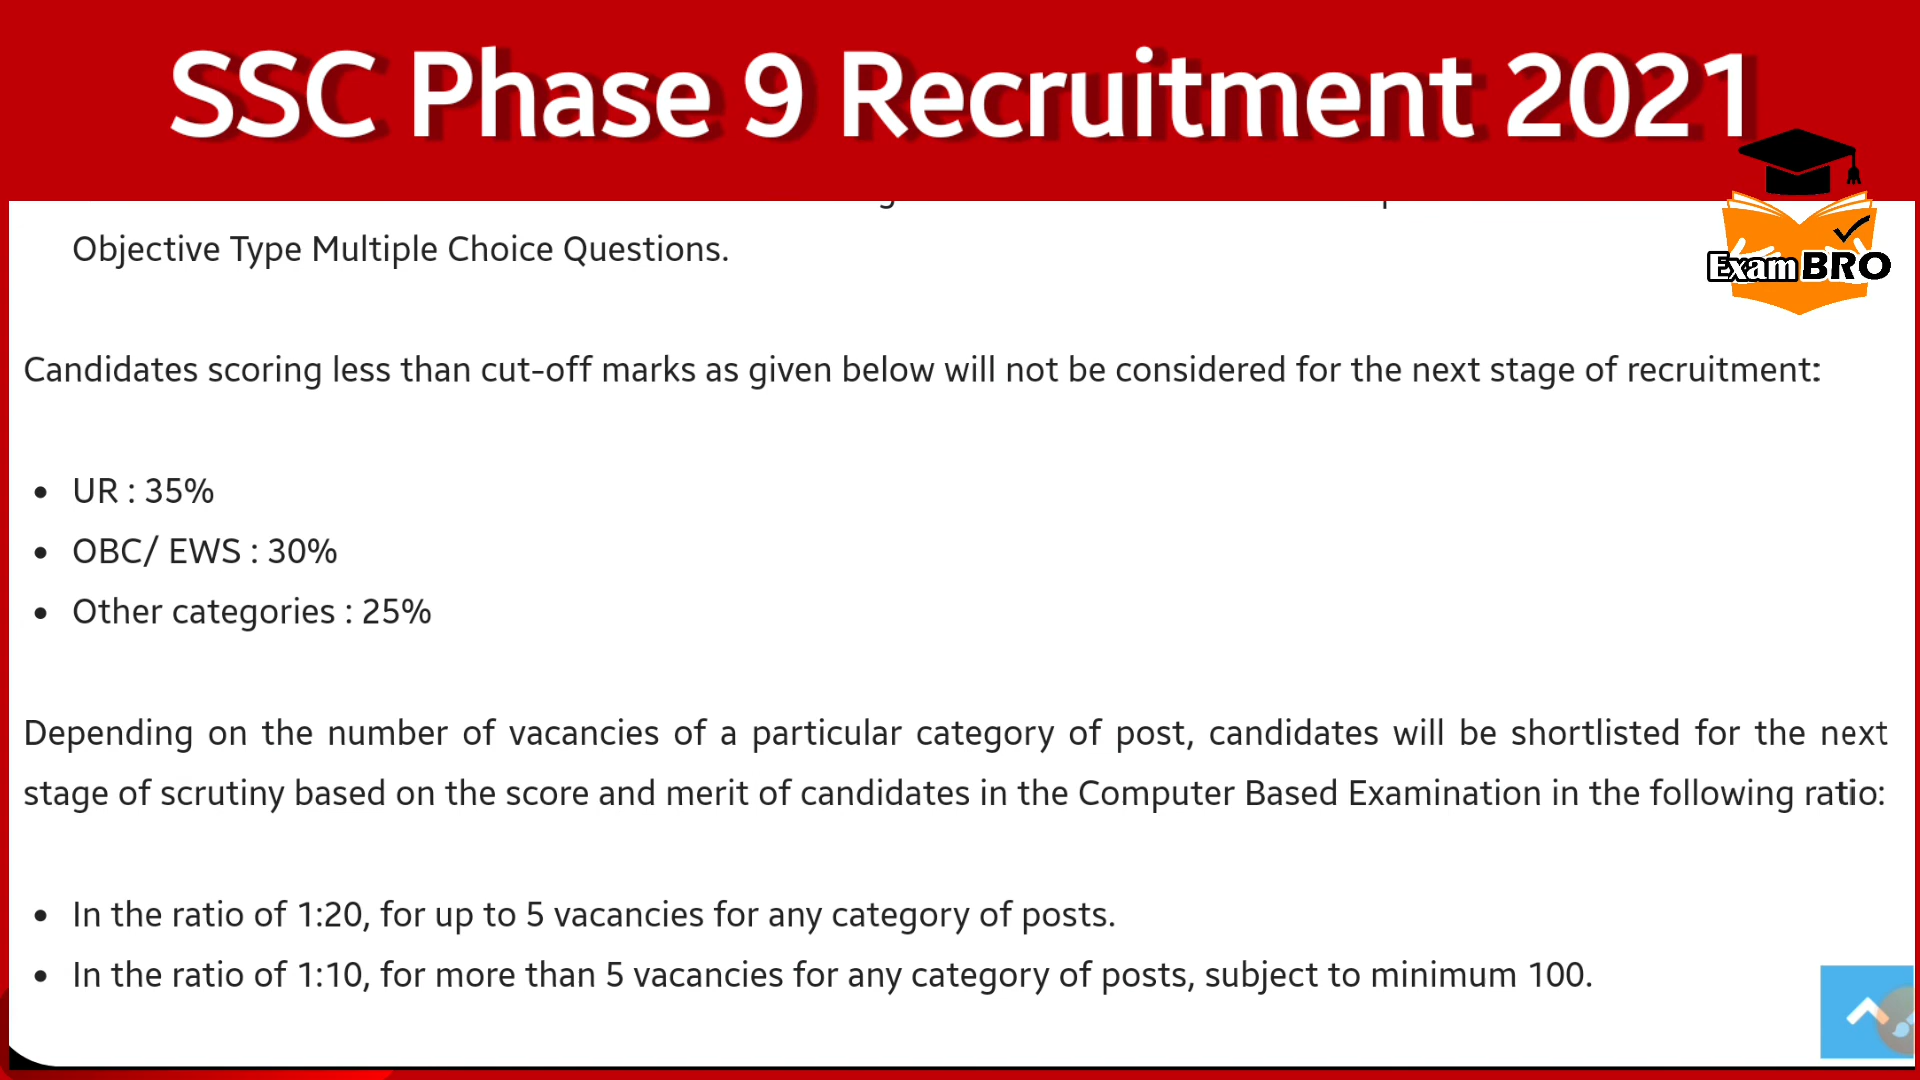 SSC Phase 9 Recruitment 2021
Objective Type Multiple Choice Questions.
Exam BRO
Candidates scoring less than cut-off marks as given below will not be considered for the next stage of recruitment:
• UR : 35%
• OBC/ EWS : 30%
• Other categories : 25%
Depending on the number of vacancies of a particular category of post, candidates will be shortlisted for the next
stage of scrutiny based on the score and merit of candidates in the Computer Based Examination in the following ratio:
• In the ratio of 1:20, for up to 5 vacancies for any category of posts.
• In the ratio of 1:10, for more than 5 vacancies for any category of posts, subject to minimum 100.